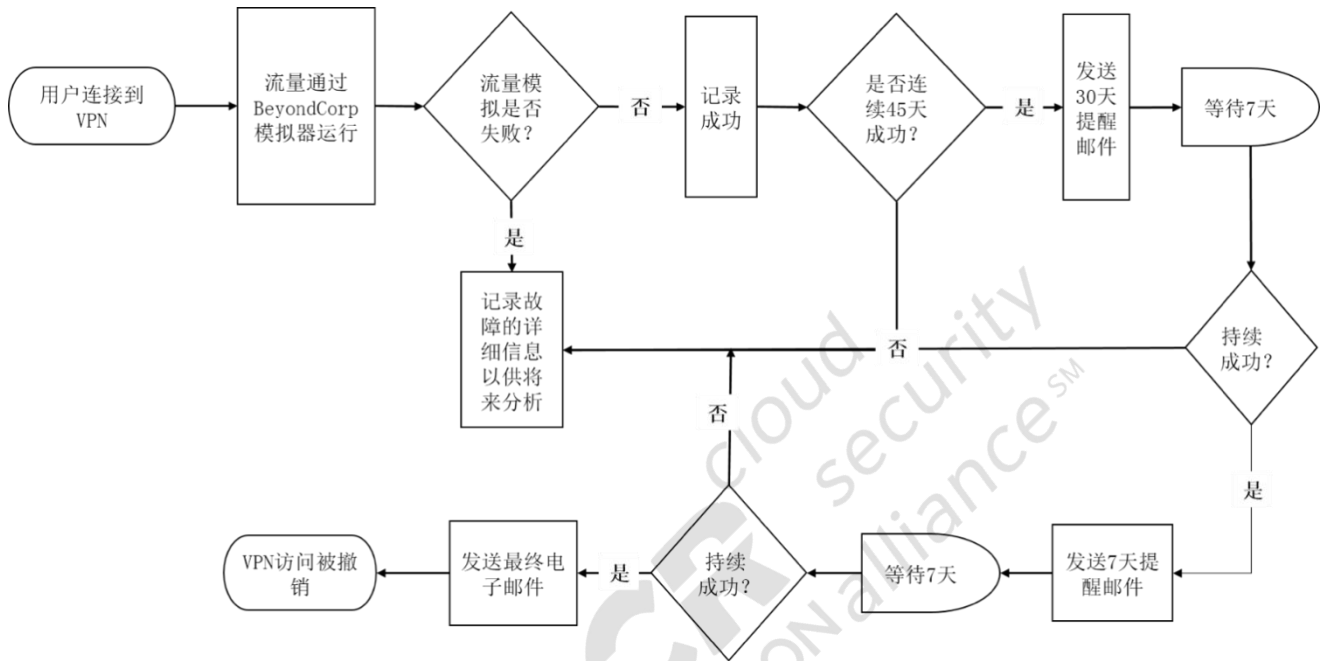 用户连接到
VPN
流量通过
BeyondCorp
模拟器运行
流量模
拟是否
失败？
否
记录
成功
是否连
续45天
成功？
是
发送
30天
提醒
邮件
等待7天
是
记录故
障的详
细信息
以供将
来分析
否
持续
成功？
否
是
VPN访问被撤
销
发送最终电
子邮件
是
持续
成功？
等待7天
发送7天提
醒邮件
cloud
security
alliance SM
CR
ON